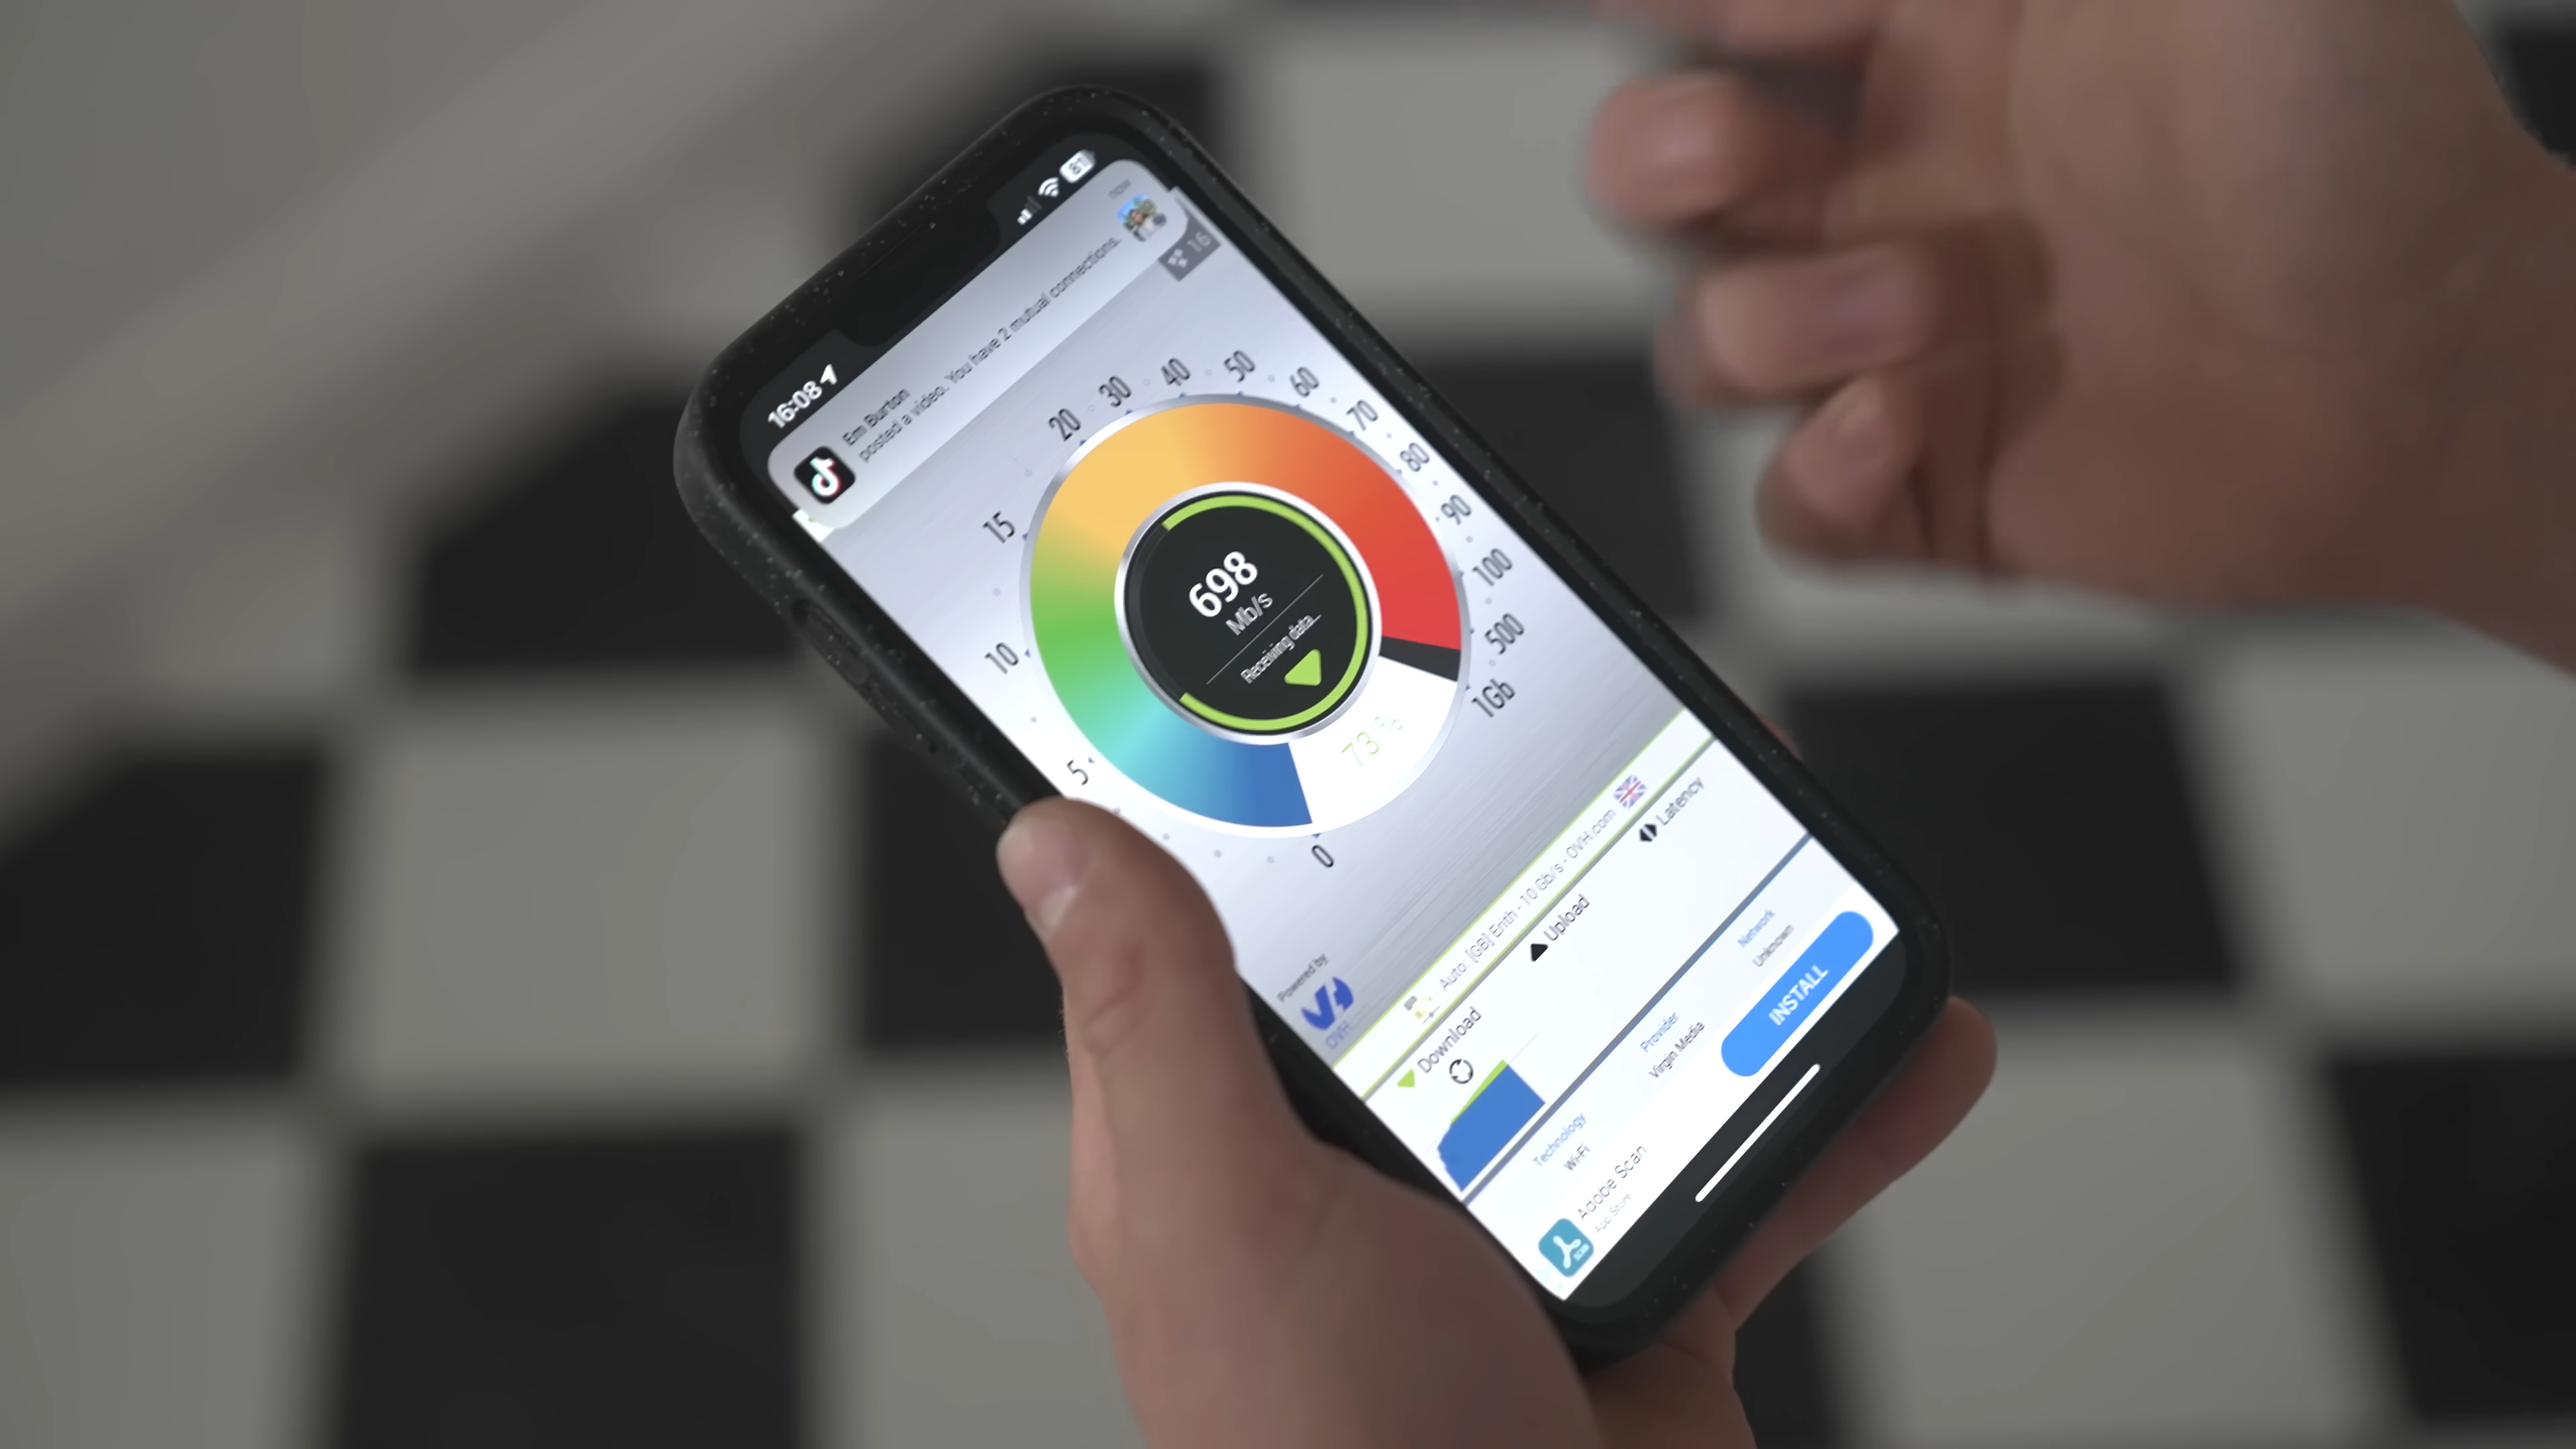 16:08
81
now
Em Burton
posted a video. You have 2 mutual connections.
16
0
5
10
15
20
30
40
50
60
70
80
90
100
500
1Gb
698
Mb/s
Receiving data...
73 %
Powered by
OVH
Auto: [GB] Erith - 10 Gb/s - OVH.com
Download
Upload
Latency
Technology
Wi-Fi
Provider
Virgin Media
Network
Unknown
Adobe Scan
App Store
INSTALL